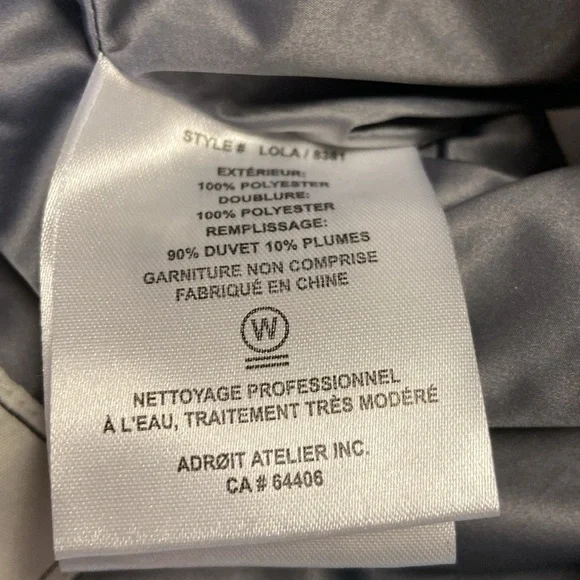 STYLE # LOLA / 8381
EXTÉRIEUR:
100% POLYESTER
DOUBLURE:
100% POLYESTER
REMPLISSAGE:
90% DUVET 10% PLUMES
GARNITURE NON COMPRISE
FABRIQUÉ EN CHINE
W
NETTOYAGE PROFESSIONNEL
À L'EAU, TRAITEMENT TRÈS MODÉRÉ
ADRØIT ATELIER INC.
CA # 64406